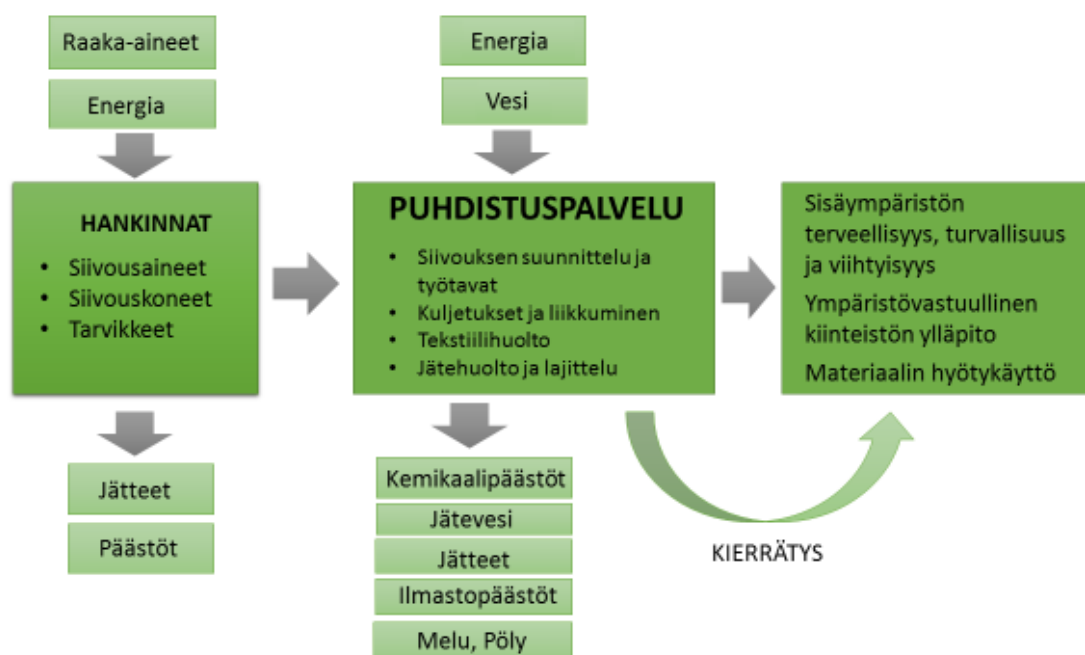 Raaka-aineet
Energia
HANKINNAT
• Siivousaineet
• Siivouskoneet
• Tarvikkeet
Jätteet
Päästöt
Energia
Vesi
PUHDISTUSPALVELU
• Siivouksen suunnittelu ja
työtavat
• Kuljetukset ja liikkuminen
• Tekstiilihuolto
• Jätehuolto ja lajittelu
Kemikaalipäästöt
Jätevesi
Jätteet
Ilmastopäästöt
Melu, Pöly
Sisäympäristön
terveellisyys, turvallisuus
ja viihtyisyys
Ympäristövastuullinen
kiinteistön ylläpito
Materiaalin hyötykäyttö
KIERRÄTYS